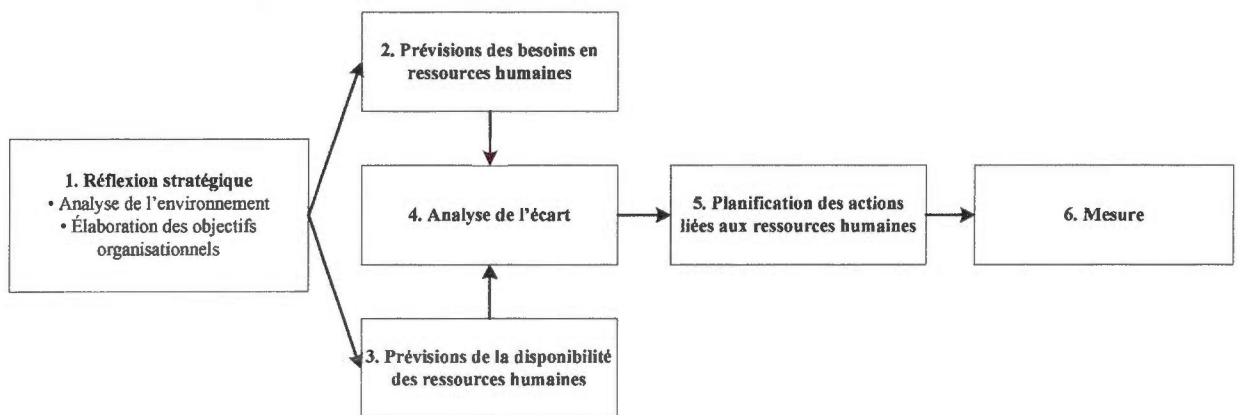 2. Prévisions des besoins en
ressources humaines
1. Réflexion stratégique
• Analyse de l'environnement
• Élaboration des objectifs
organisationnels
4. Analyse de l'écart
5. Planification des actions
liées aux ressources humaines
6. Mesure
3. Prévisions de la disponibilité
des ressources humaines